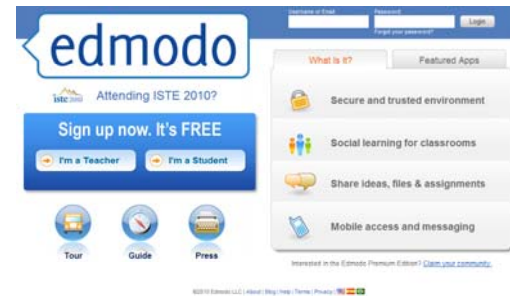 Username or Email
Password
Login
Forgot your password?
edmodo
What is it?
Featured Apps
iste 2010
Attending ISTE 2010?
Secure and trusted environment
Sign up now. It's FREE
I'm a Teacher
I'm a Student
Social learning for classrooms
Share ideas, files & assignments
Mobile access and messaging
Tour
Guide
Press
Interested in the Edmodo Premium Edition? Claim your community.
©2010 Edmodo LLC | About | Blog | Help | Terms | Privacy |